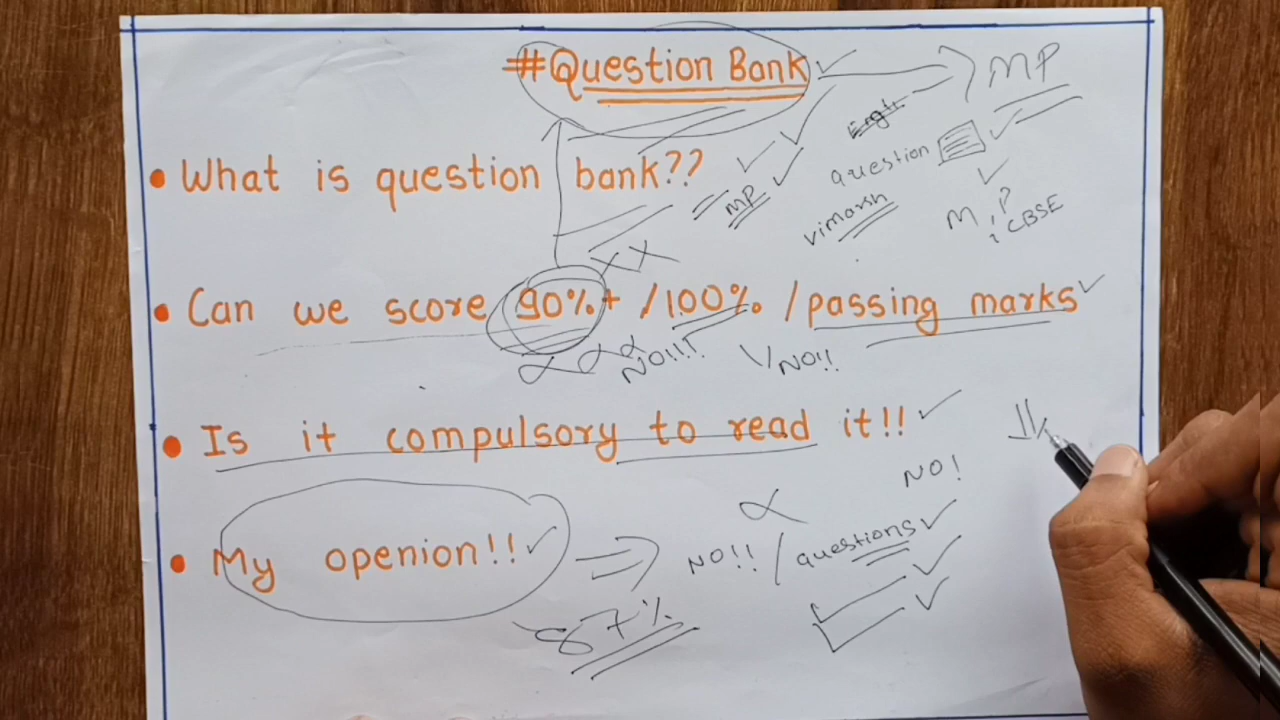 #Question Bank
MP
question
• What is question bank??
MP
vimarsh
M.P
CBSE
• Can we score 90%+ /100% /passing marks
NO!!!!
NO!!
• Is it compulsory to read it!!
NO!
• My openion!!
NO!! / questions
87%